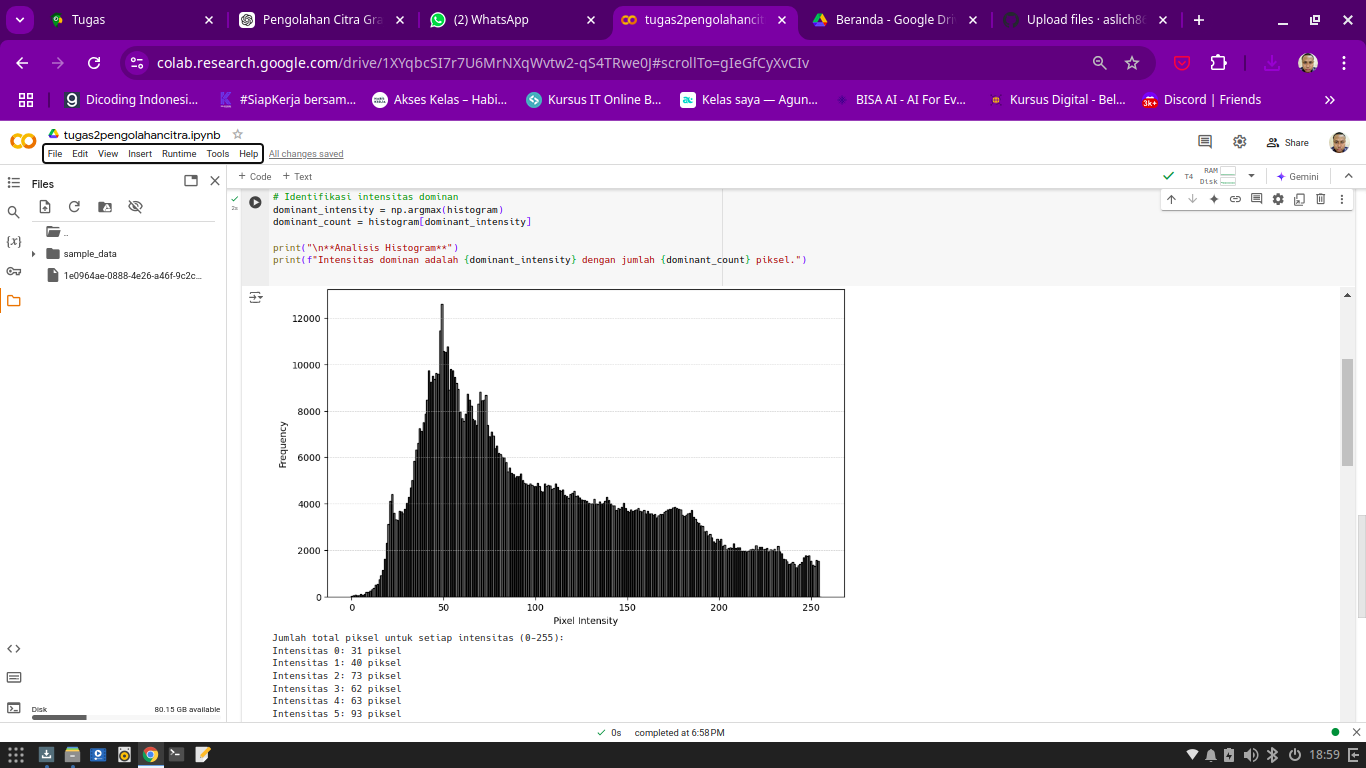 Tugas
Pengolahan Citra Gra
(2) WhatsApp
tugas2pengolahancit
Beranda - Google Dri
Upload files · aslich86
colab.research.google.com/drive/1XYqbcSI7r7U6MrNXqWvtw2-qS4TRwe0J#scrollTo=gIeGfCyXvCIv
Dicoding Indonesi...
#SiapKerja bersam...
Akses Kelas – Habi...
Kursus IT Online B...
Kelas saya — Agun...
BISA AI - AI For Ev...
Kursus Digital - Bel...
3K+
Discord | Friends
»
tugas2pengolahancitra.ipynb
File Edit View Insert Runtime Tools Help All changes saved
Share
Files
+ Code + Text
T4 RAM Disk
Gemini
..
sample_data
1e0964ae-0888-4e26-a46f-9c2c...
Disk 80.15 GB available
2s
# Identifikasi intensitas dominan
dominant_intensity = np.argmax(histogram)
dominant_count = histogram[dominant_intensity]
print("\n**Analisis Histogram**")
print(f"Intensitas dominan adalah {dominant_intensity} dengan jumlah {dominant_count} piksel.")
12000
10000
8000
6000
4000
2000
0
Frequency
0 50 100 150 200 250
Pixel Intensity
Jumlah total piksel untuk setiap intensitas (0-255):
Intensitas 0: 31 piksel
Intensitas 1: 40 piksel
Intensitas 2: 73 piksel
Intensitas 3: 62 piksel
Intensitas 4: 63 piksel
Intensitas 5: 93 piksel
0s completed at 6:58 PM
18:59